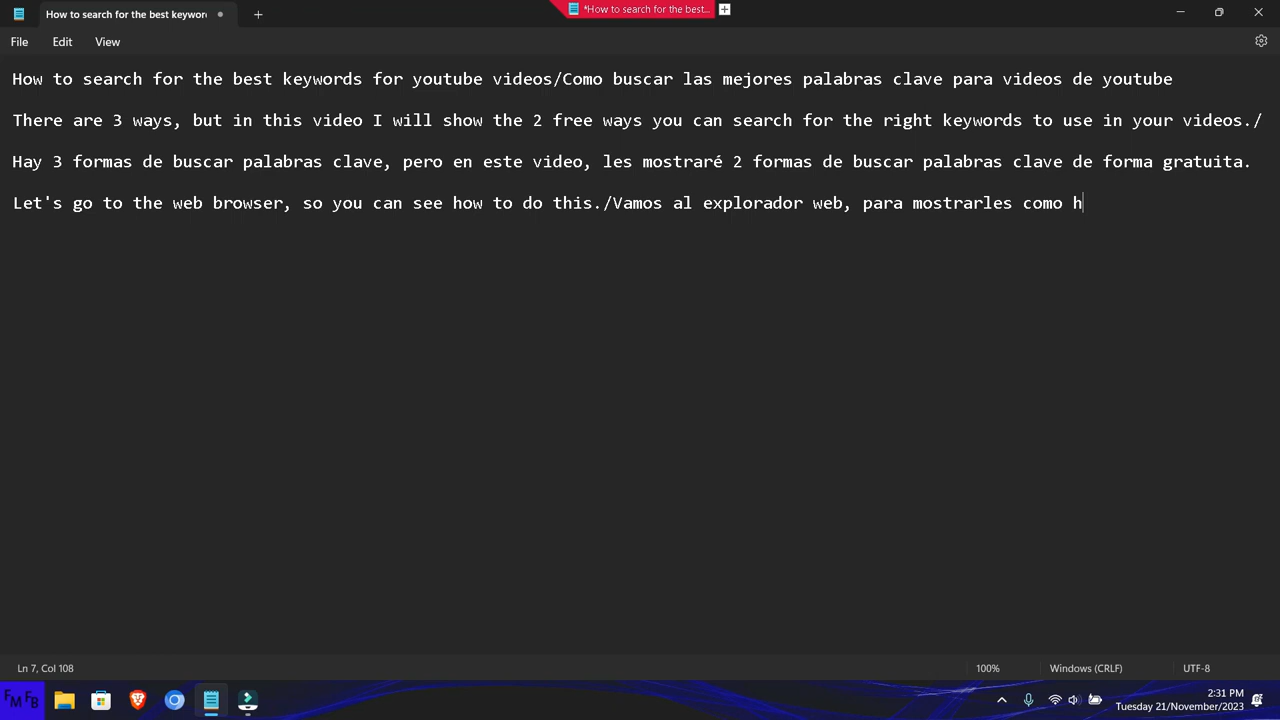 How to search for the best keywor
*How to search for the best...
File Edit View
How to search for the best keywords for youtube videos/Como buscar las mejores palabras clave para videos de youtube
There are 3 ways, but in this video I will show the 2 free ways you can search for the right keywords to use in your videos./
Hay 3 formas de buscar palabras clave, pero en este video, les mostraré 2 formas de buscar palabras clave de forma gratuita.
Let's go to the web browser, so you can see how to do this./Vamos al explorador web, para mostrarles como h
Ln 7, Col 108
100%
Windows (CRLF)
UTF-8
FMFB
2:31 PM
Tuesday 21/November/2023